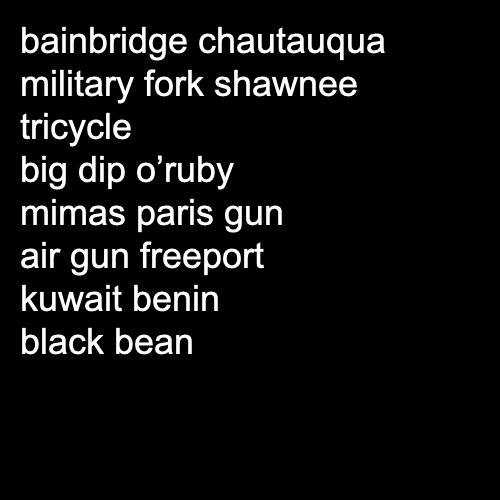 bainbridge chautauqua
military fork shawnee
tricycle
big dip o’ruby
mimas paris gun
air gun freeport
kuwait benin
black bean